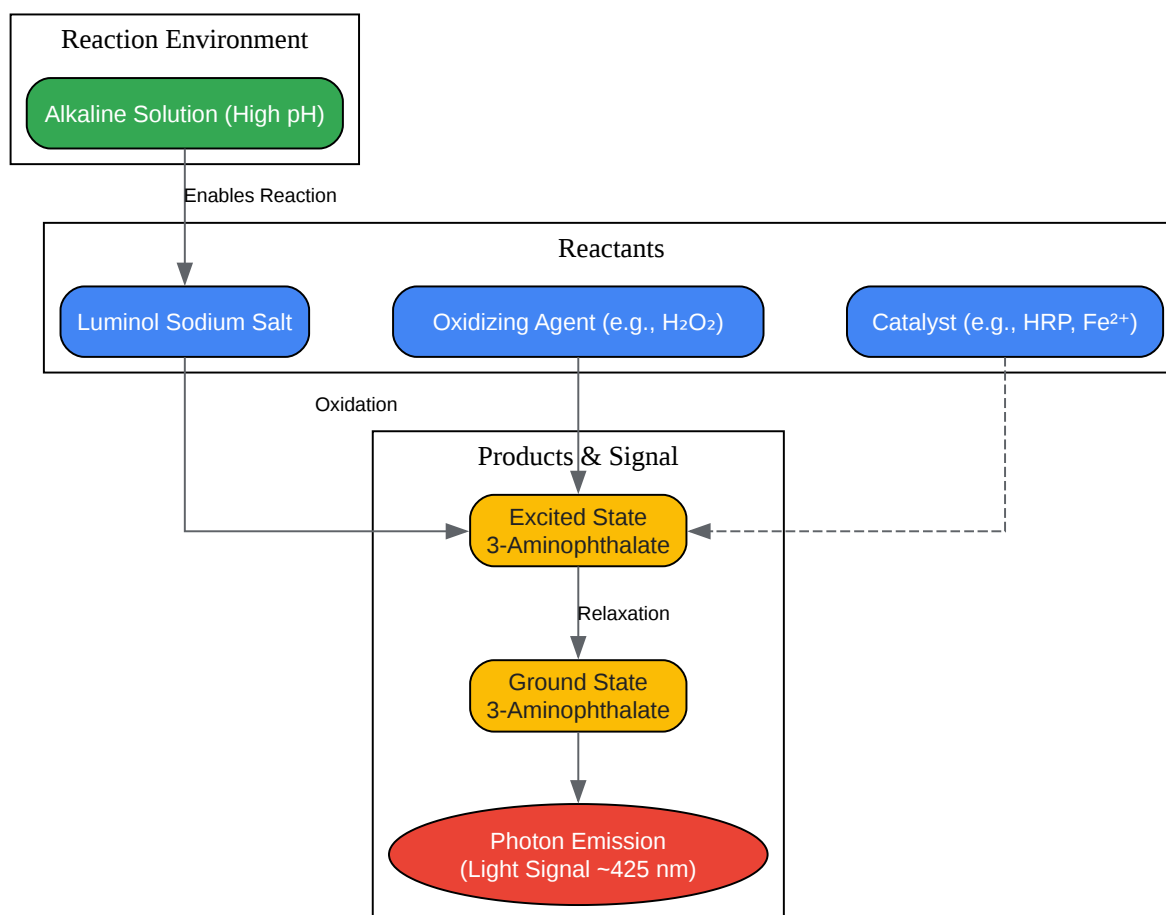 Reaction Environment
Alkaline Solution (High pH)
Enables Reaction
Reactants
Luminol Sodium Salt
Oxidizing Agent (e.g., H₂O₂)
Catalyst (e.g., HRP, Fe²⁺)
Oxidation
Products & Signal
Excited State
3-Aminophthalate
Relaxation
Ground State
3-Aminophthalate
Photon Emission
(Light Signal ~425 nm)